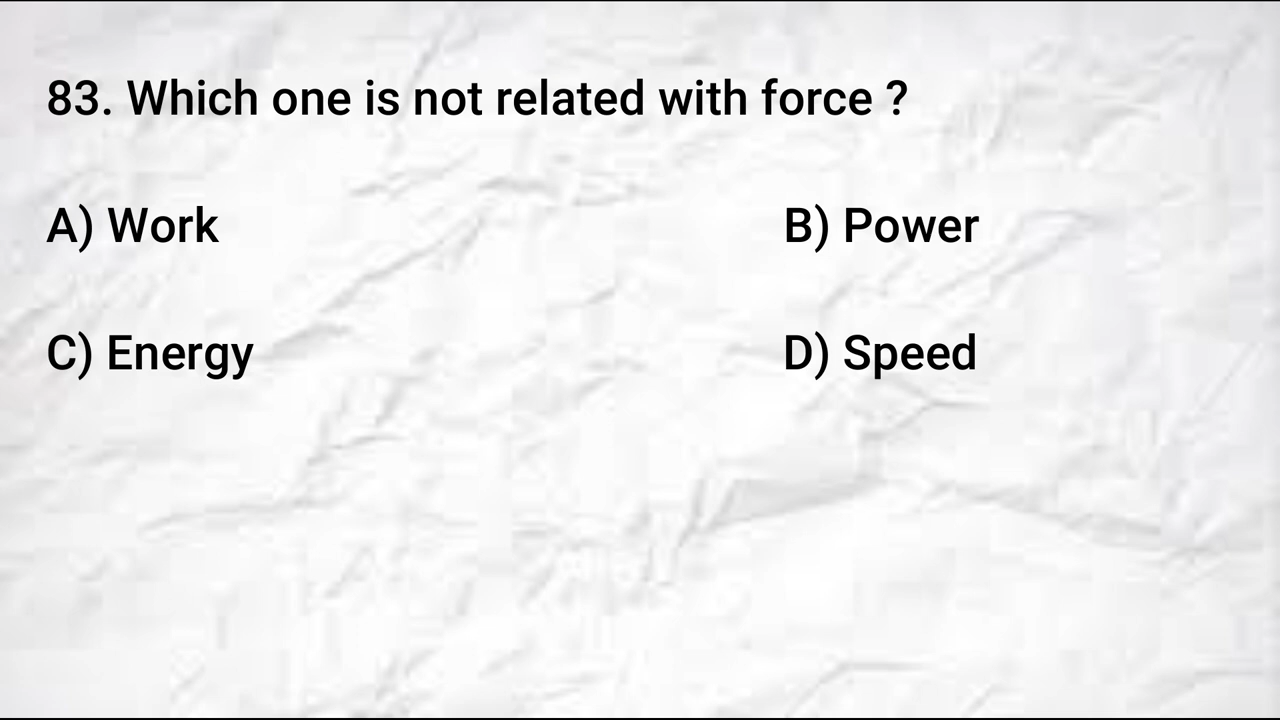 83. Which one is not related with force ?
A) Work
B) Power
C) Energy
D) Speed